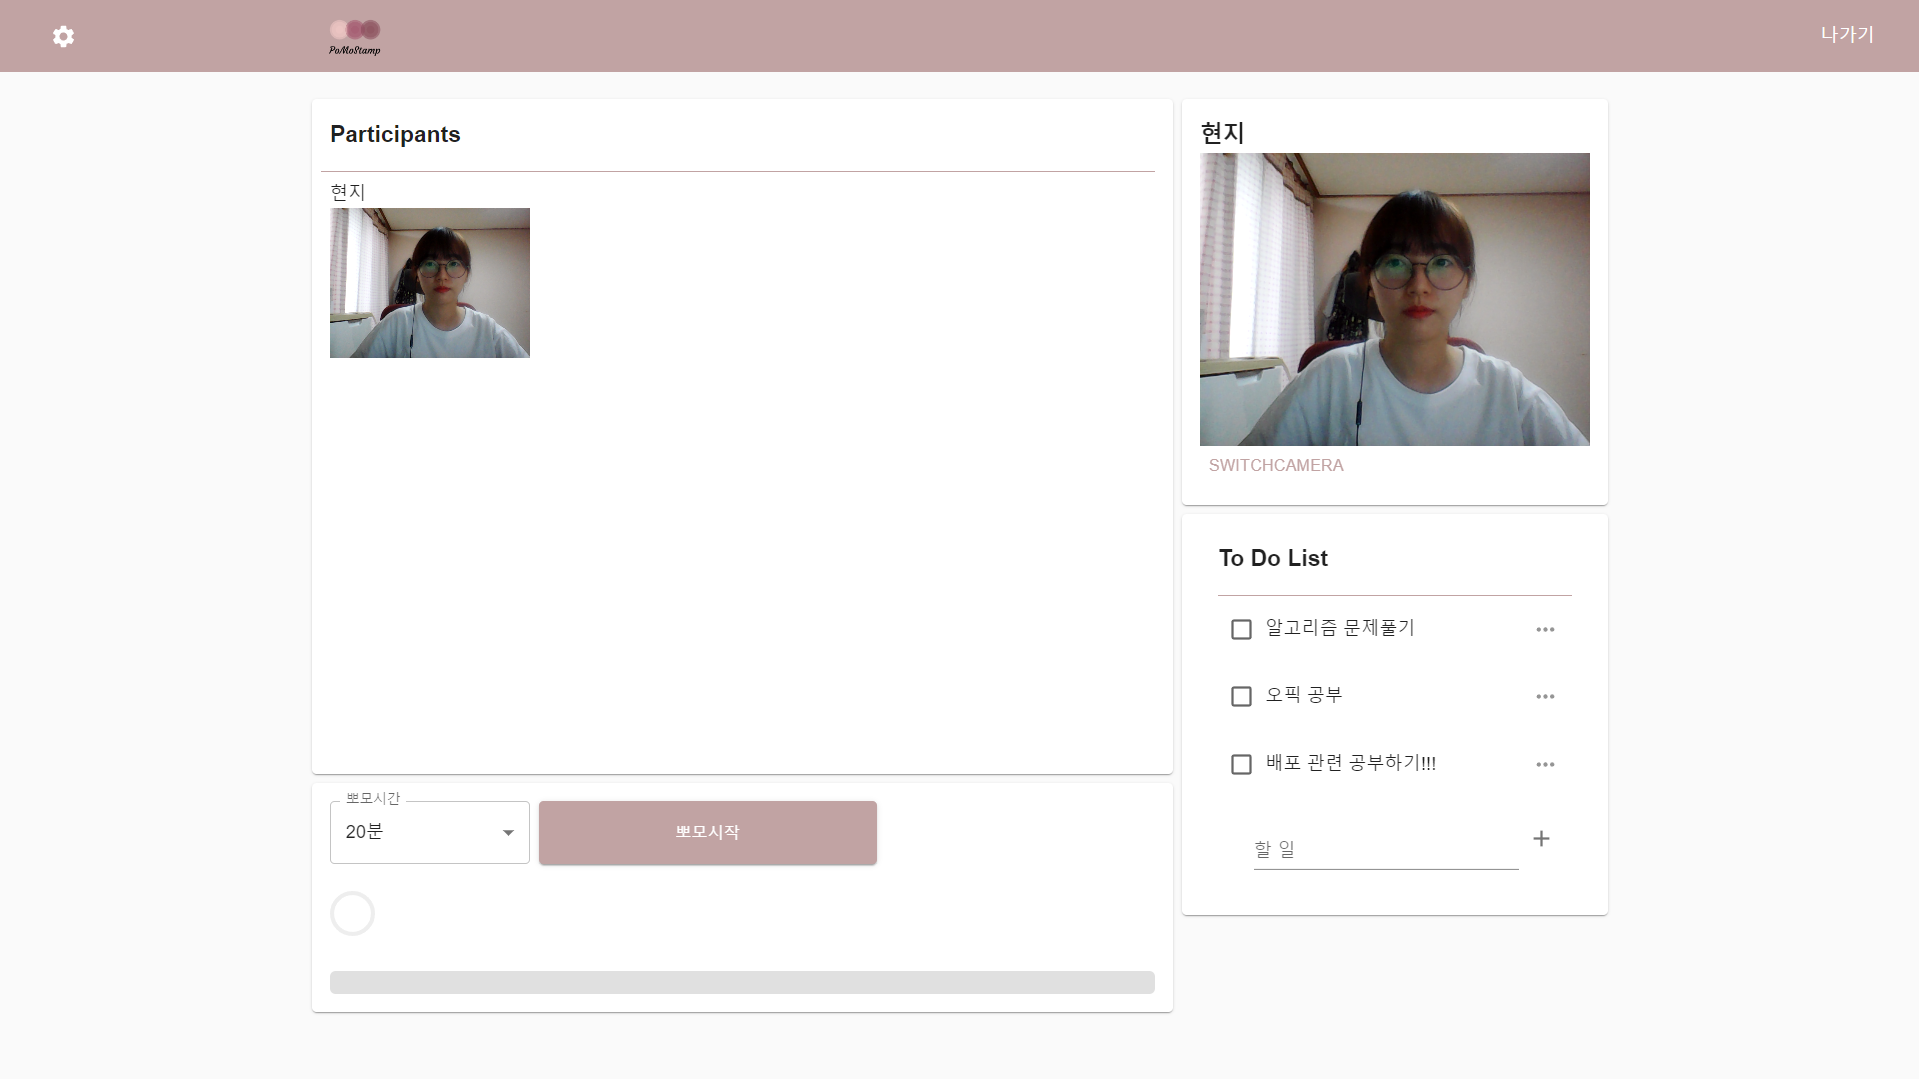 PoMoStamp
나가기
Participants
현지
현지
SWITCHCAMERA
To Do List
알고리즘 문제풀기
오픽 공부
배포 관련 공부하기!!!
할 일
뽀모시간
20분
뽀모시작